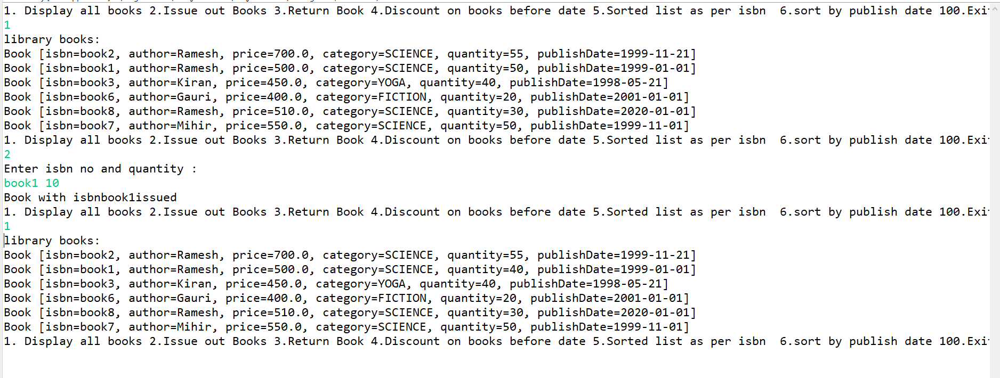 1. Display all books 2.Issue out Books 3.Return Book 4.Discount on books before date 5.Sorted list as per isbn  6.sort by publish date 100.Exi
1
library books:
Book [isbn=book2, author=Ramesh, price=700.0, category=SCIENCE, quantity=55, publishDate=1999-11-21]
Book [isbn=book1, author=Ramesh, price=500.0, category=SCIENCE, quantity=50, publishDate=1999-01-01]
Book [isbn=book3, author=Kiran, price=450.0, category=YOGA, quantity=40, publishDate=1998-05-21]
Book [isbn=book6, author=Gauri, price=400.0, category=FICTION, quantity=20, publishDate=2001-01-01]
Book [isbn=book8, author=Ramesh, price=510.0, category=SCIENCE, quantity=30, publishDate=2020-01-01]
Book [isbn=book7, author=Mihir, price=550.0, category=SCIENCE, quantity=50, publishDate=1999-11-01]
1. Display all books 2.Issue out Books 3.Return Book 4.Discount on books before date 5.Sorted list as per isbn  6.sort by publish date 100.Exi
2
Enter isbn no and quantity :
book1 10
Book with isbnbook1issued
1. Display all books 2.Issue out Books 3.Return Book 4.Discount on books before date 5.Sorted list as per isbn  6.sort by publish date 100.Exi
1
library books:
Book [isbn=book2, author=Ramesh, price=700.0, category=SCIENCE, quantity=55, publishDate=1999-11-21]
Book [isbn=book1, author=Ramesh, price=500.0, category=SCIENCE, quantity=40, publishDate=1999-01-01]
Book [isbn=book3, author=Kiran, price=450.0, category=YOGA, quantity=40, publishDate=1998-05-21]
Book [isbn=book6, author=Gauri, price=400.0, category=FICTION, quantity=20, publishDate=2001-01-01]
Book [isbn=book8, author=Ramesh, price=510.0, category=SCIENCE, quantity=30, publishDate=2020-01-01]
Book [isbn=book7, author=Mihir, price=550.0, category=SCIENCE, quantity=50, publishDate=1999-11-01]
1. Display all books 2.Issue out Books 3.Return Book 4.Discount on books before date 5.Sorted list as per isbn  6.sort by publish date 100.Exi